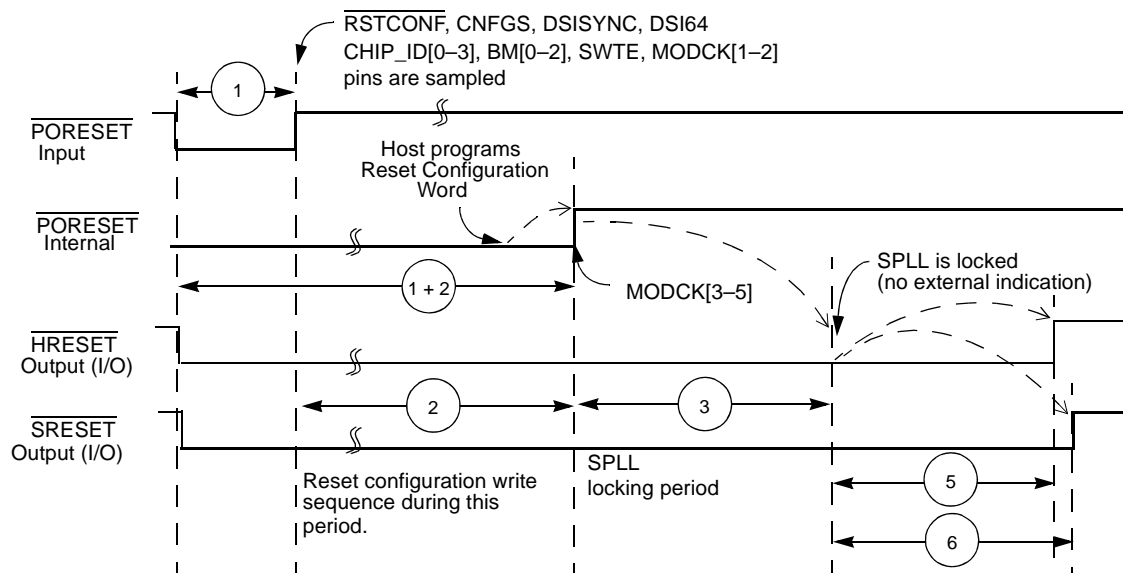 RSTCONF, CNFGS, DSISYNC, DSI64
CHIP_ID[0–3], BM[0–2], SWTE, MODCK[1–2]
pins are sampled
1
PORESET
Input
Host programs
Reset Configuration
Word
PORESET
Internal
1 + 2
MODCK[3–5]
SPLL is locked
(no external indication)
HRESET
Output (I/O)
2
3
SRESET
Output (I/O)
Reset configuration write
sequence during this
period.
SPLL
locking period
5
6